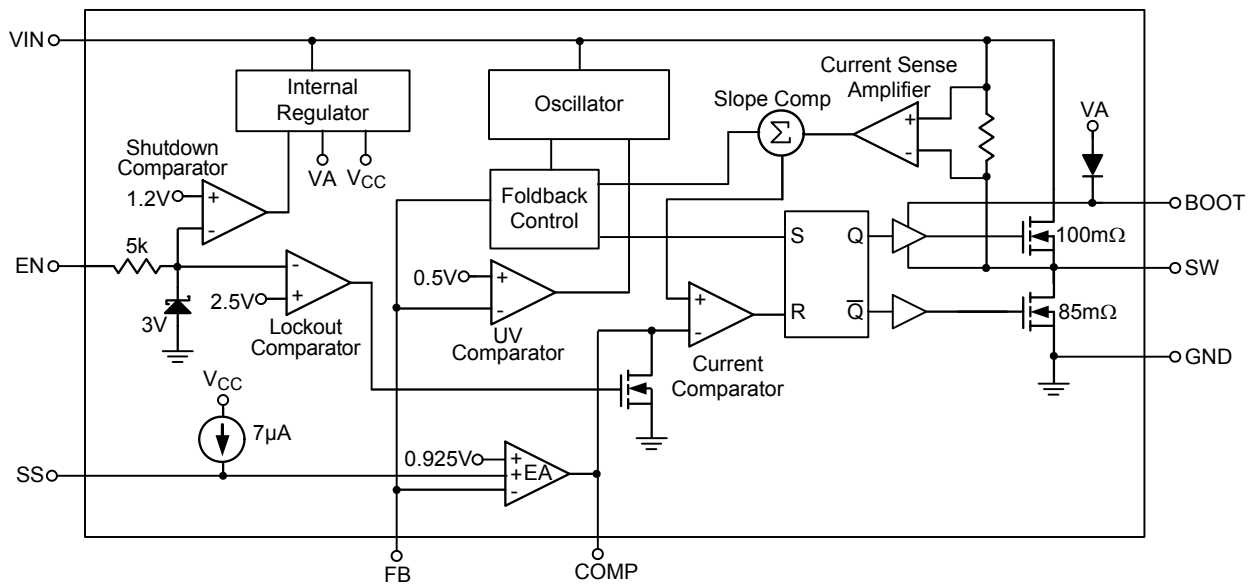 VIN
Internal
Regulator
Oscillator
Slope Comp
Current Sense
Amplifier
Σ
+
-
VA
Shutdown
Comparator
1.2V
+
-
VA
VCC
Foldback
Control
BOOT
S
Q
100mΩ
EN
5k
-
+
2.5V
Lockout
Comparator
3V
0.5V
+
-
UV
Comparator
+
-
Current
Comparator
R
Q
85mΩ
SW
GND
VCC
7µA
SS
0.925V
+
+
-
EA
FB
COMP